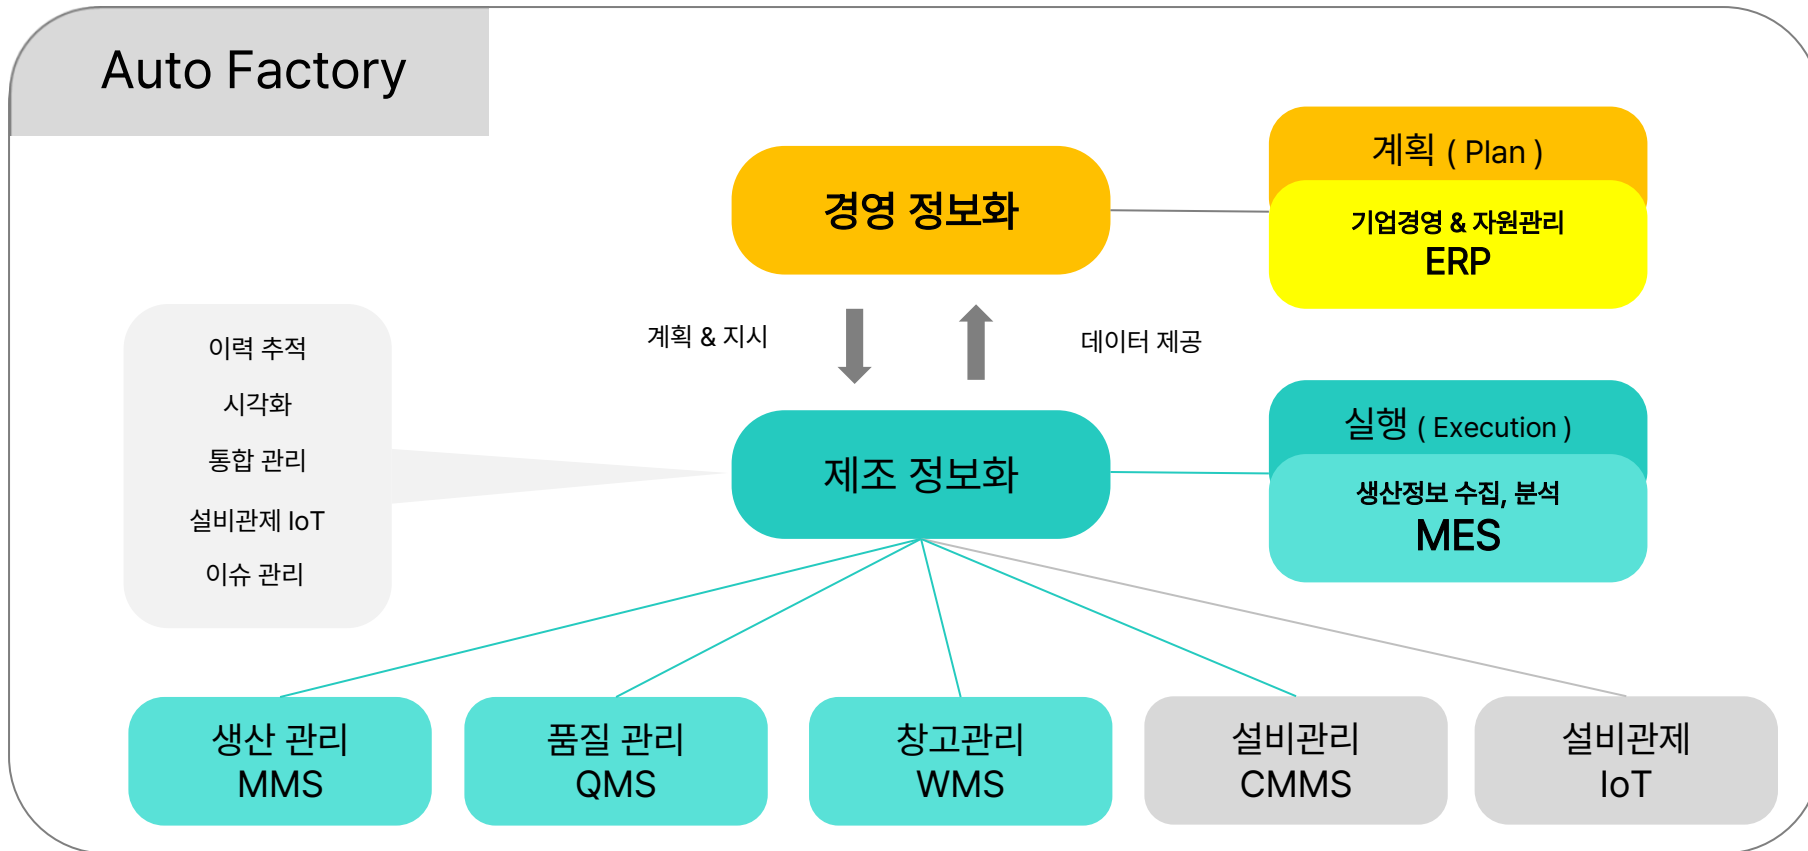 Auto Factory
계획 ( Plan )
경영 정보화
기업경영 & 자원관리
ERP
계획 & 지시
데이터 제공
이력 추적
시각화
통합 관리
설비관제 IoT
이슈 관리
제조 정보화
실행 ( Execution )
생산정보 수집, 분석
MES
생산 관리
MMS
품질 관리
QMS
창고관리
WMS
설비관리
CMMS
설비관제
IoT